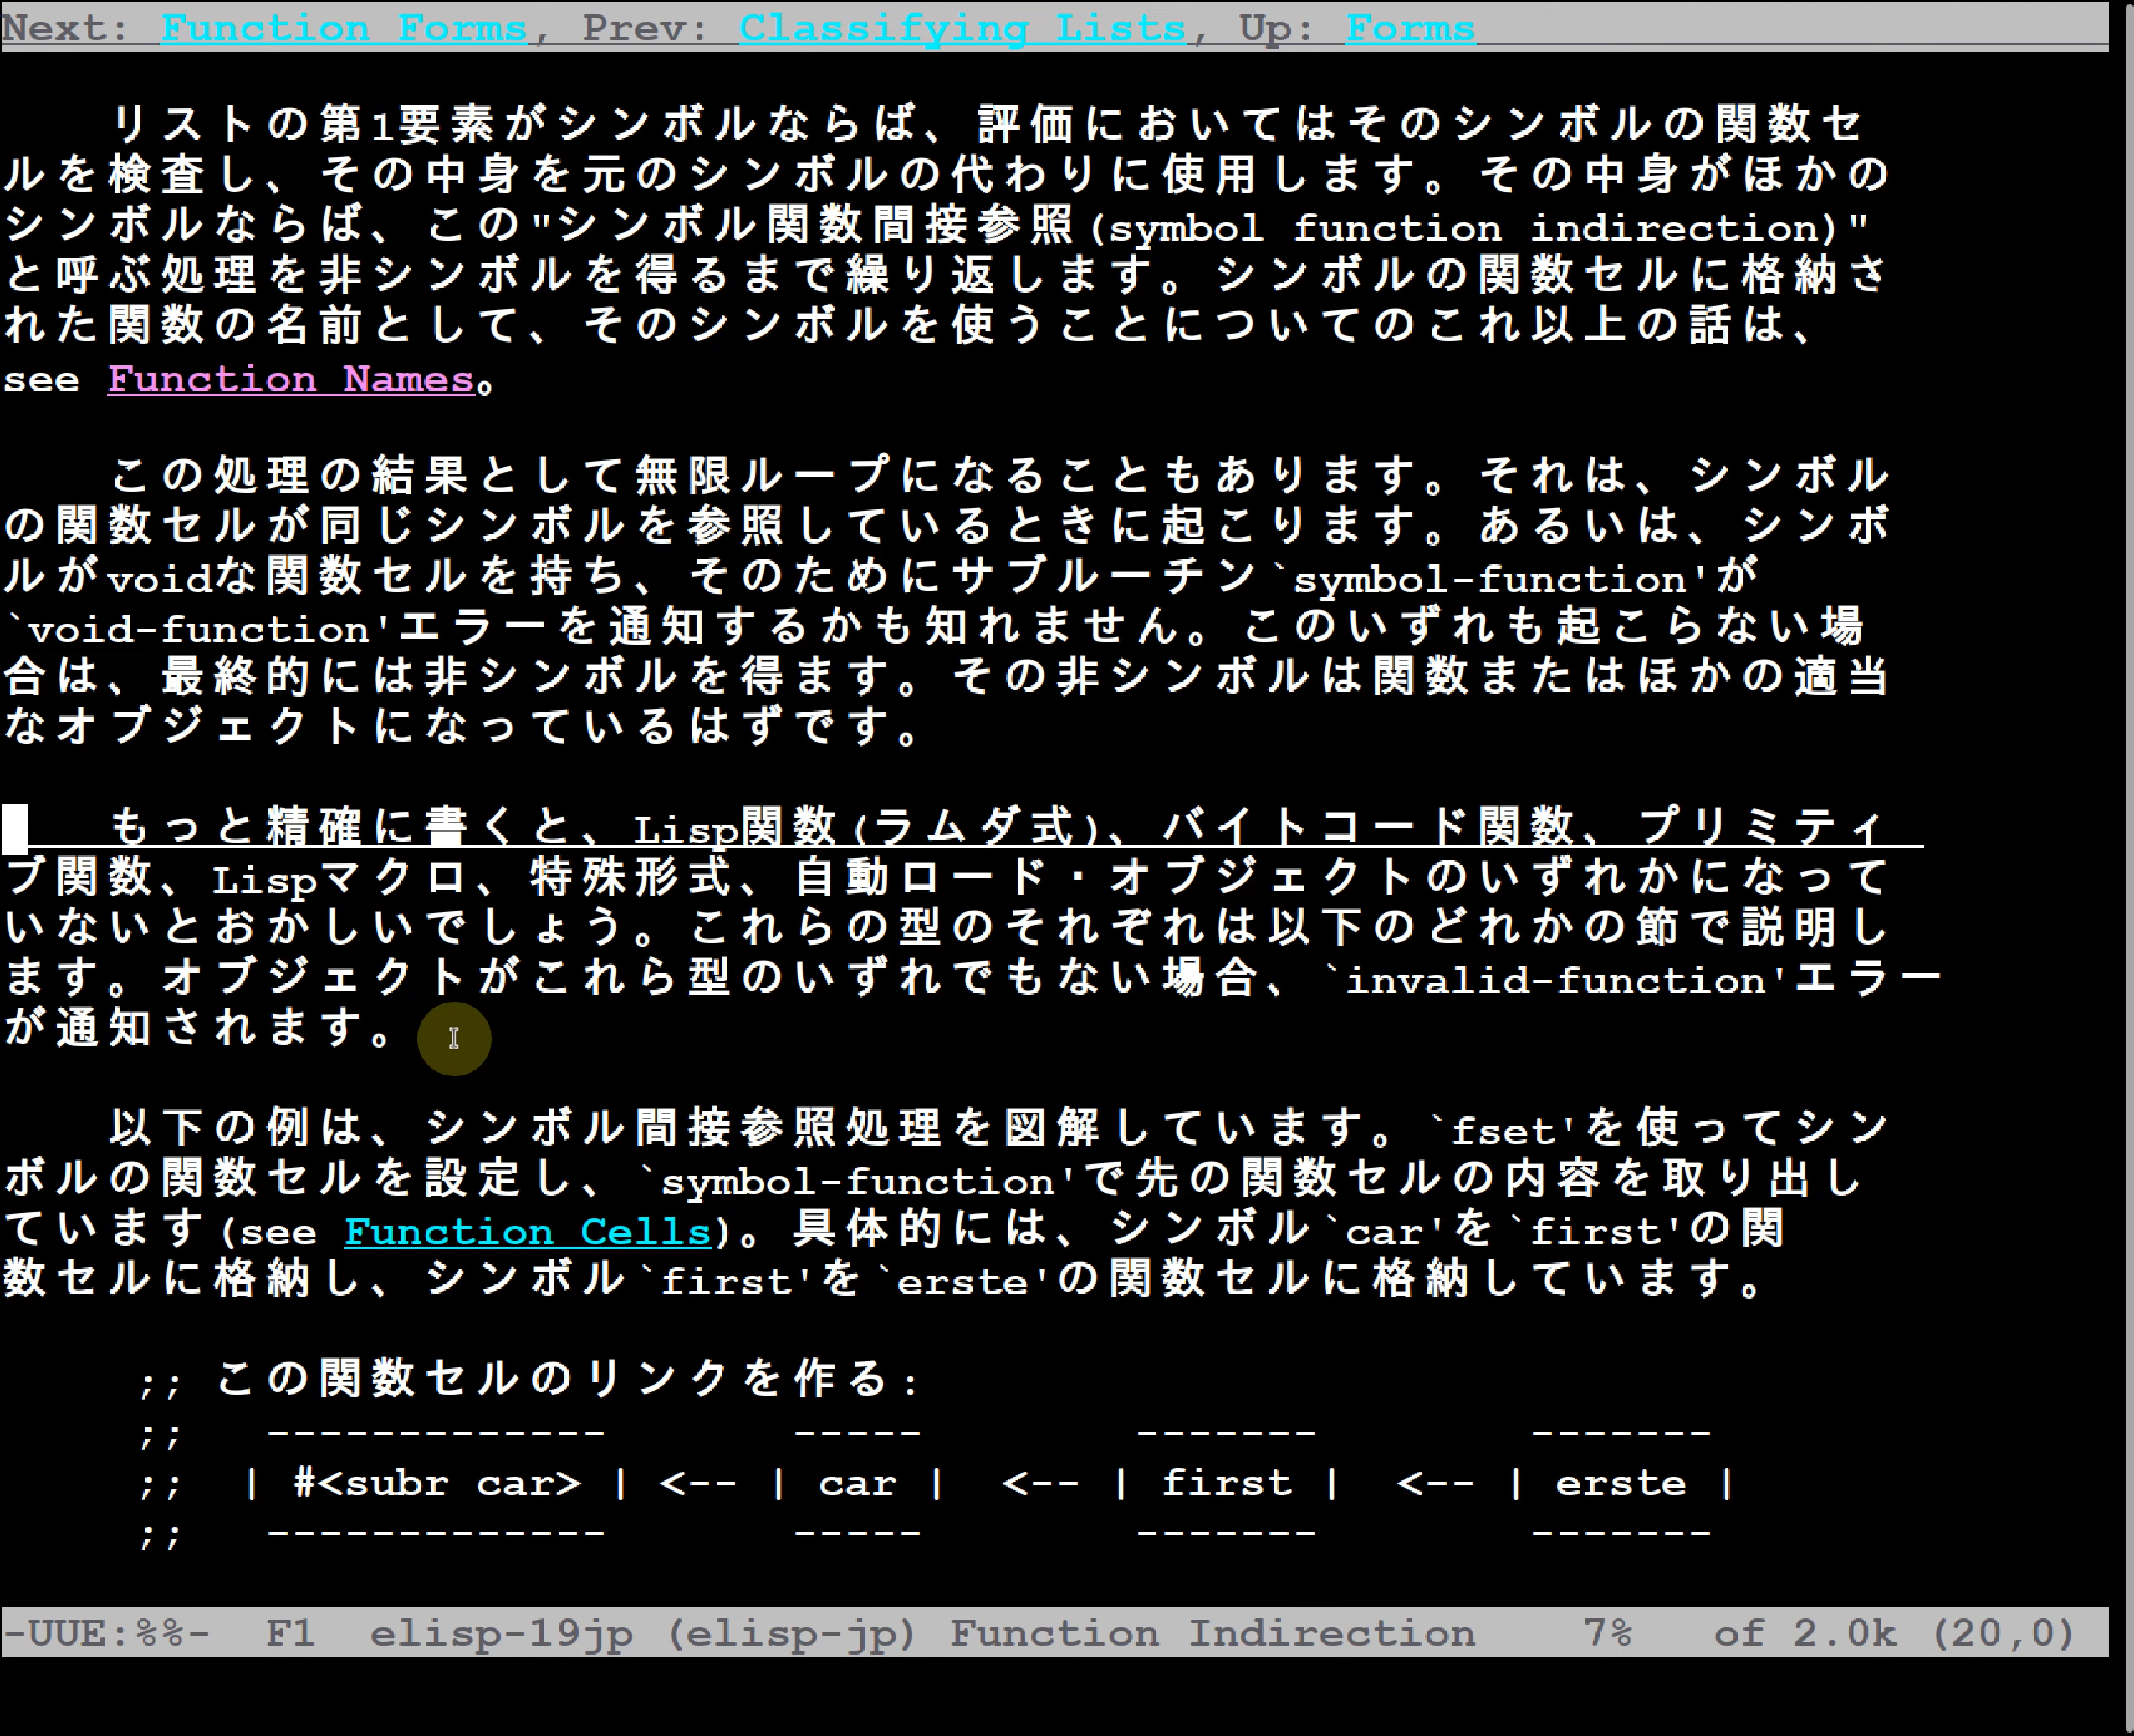 Next: Function Forms, Prev: Classifying Lists, Up: Forms
リストの第1要素がシンボルならば、評価においてはそのシンボルの関数セ
ルを検査し、その中身を元のシンボルの代わりに使用します。その中身がほかの
シンボルならば、この"シンボル関数間接参照(symbol function indirection)"
と呼ぶ処理を非シンボルを得るまで繰り返します。シンボルの関数セルに格納さ
れた関数の名前として、そのシンボルを使うことについてのこれ以上の話は、
see Function Names。
この処理の結果として無限ループになることもあります。それは、シンボル
の関数セルが同じシンボルを参照しているときに起こります。あるいは、シンボ
ルがvoidな関数セルを持ち、そのためにサブルーチン`symbol-function'が
`void-function'エラーを通知するかも知れません。このいずれも起こらない場
合は、最終的には非シンボルを得ます。その非シンボルは関数またはほかの適当
なオブジェクトになっているはずです。
もっと精確に書くと、Lisp関数(ラムダ式)、バイトコード関数、プリミティ
ブ関数、Lispマクロ、特殊形式、自動ロード・オブジェクトのいずれかになって
いないとおかしいでしょう。これらの型のそれぞれは以下のどれかの節で説明し
ます。オブジェクトがこれら型のいずれでもない場合、`invalid-function'エラー
が通知されます。
以下の例は、シンボル間接参照処理を図解しています。`fset'を使ってシン
ボルの関数セルを設定し、`symbol-function'で先の関数セルの内容を取り出し
ています(see Function Cells)。具体的には、シンボル`car'を`first'の関
数セルに格納し、シンボル`first'を`erste'の関数セルに格納しています。
;; この関数セルのリンクを作る:
;;   -------------       -----        -------        -------
;;  | #<subr car> | <-- | car |  <-- | first |  <-- | erste |
;;   -------------       -----        -------        -------
-UUE:%%-  F1  elisp-19jp (elisp-jp) Function Indirection    7%   of 2.0k (20,0)